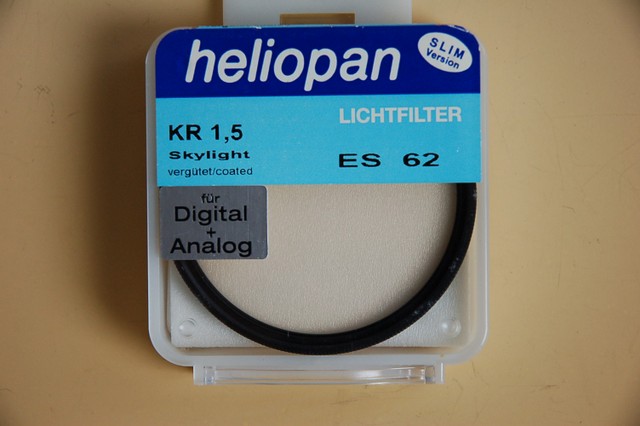 heliopan
SLIM
Version
LICHTFILTER
KR 1,5
Skylight
vergütet/coated
ES 62
für
Digital
+
Analog